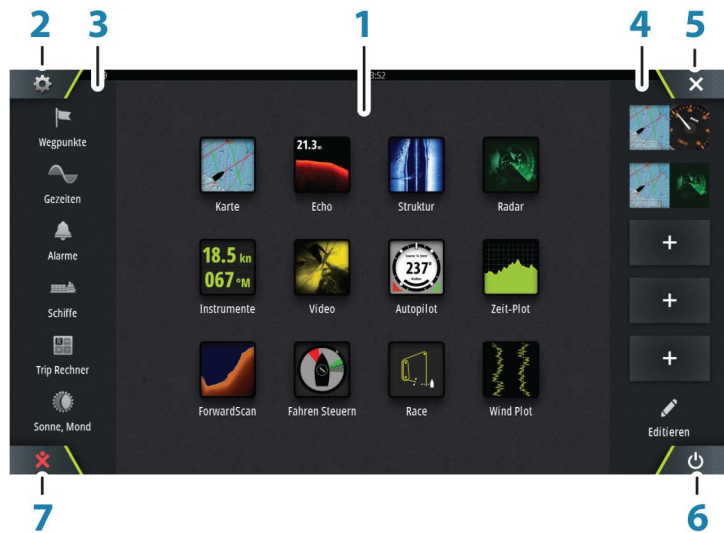 2 3 1 4 5
3:52
Wegpunkte
Gezeiten
Alarme
Schiffe
Trip Rechner
Sonne, Mond
21.3
Karte Echo Struktur Radar
18.5 kn
067 °M
237°
Instrumente Video Autopilot Zeit-Plot
ForwardScan Fahren Steuern Race Wind Plot
+
+
+
Editieren
7 6